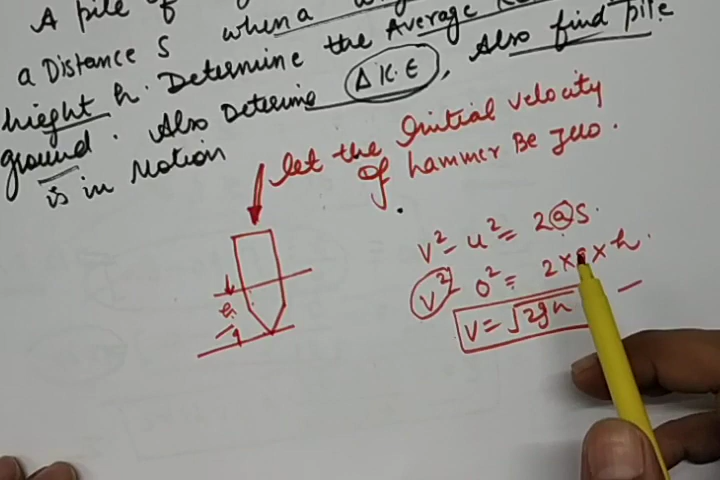 A pile of when a
a Distance S
hieght h. Determine the Average
ground. Also Determine ΔK.E, Also find pile
is in Motion
let the Initial velocity
of hammer Be zero.
V² - u² = 2as.
V² - 0² = 2×g×h.
V = √2gh